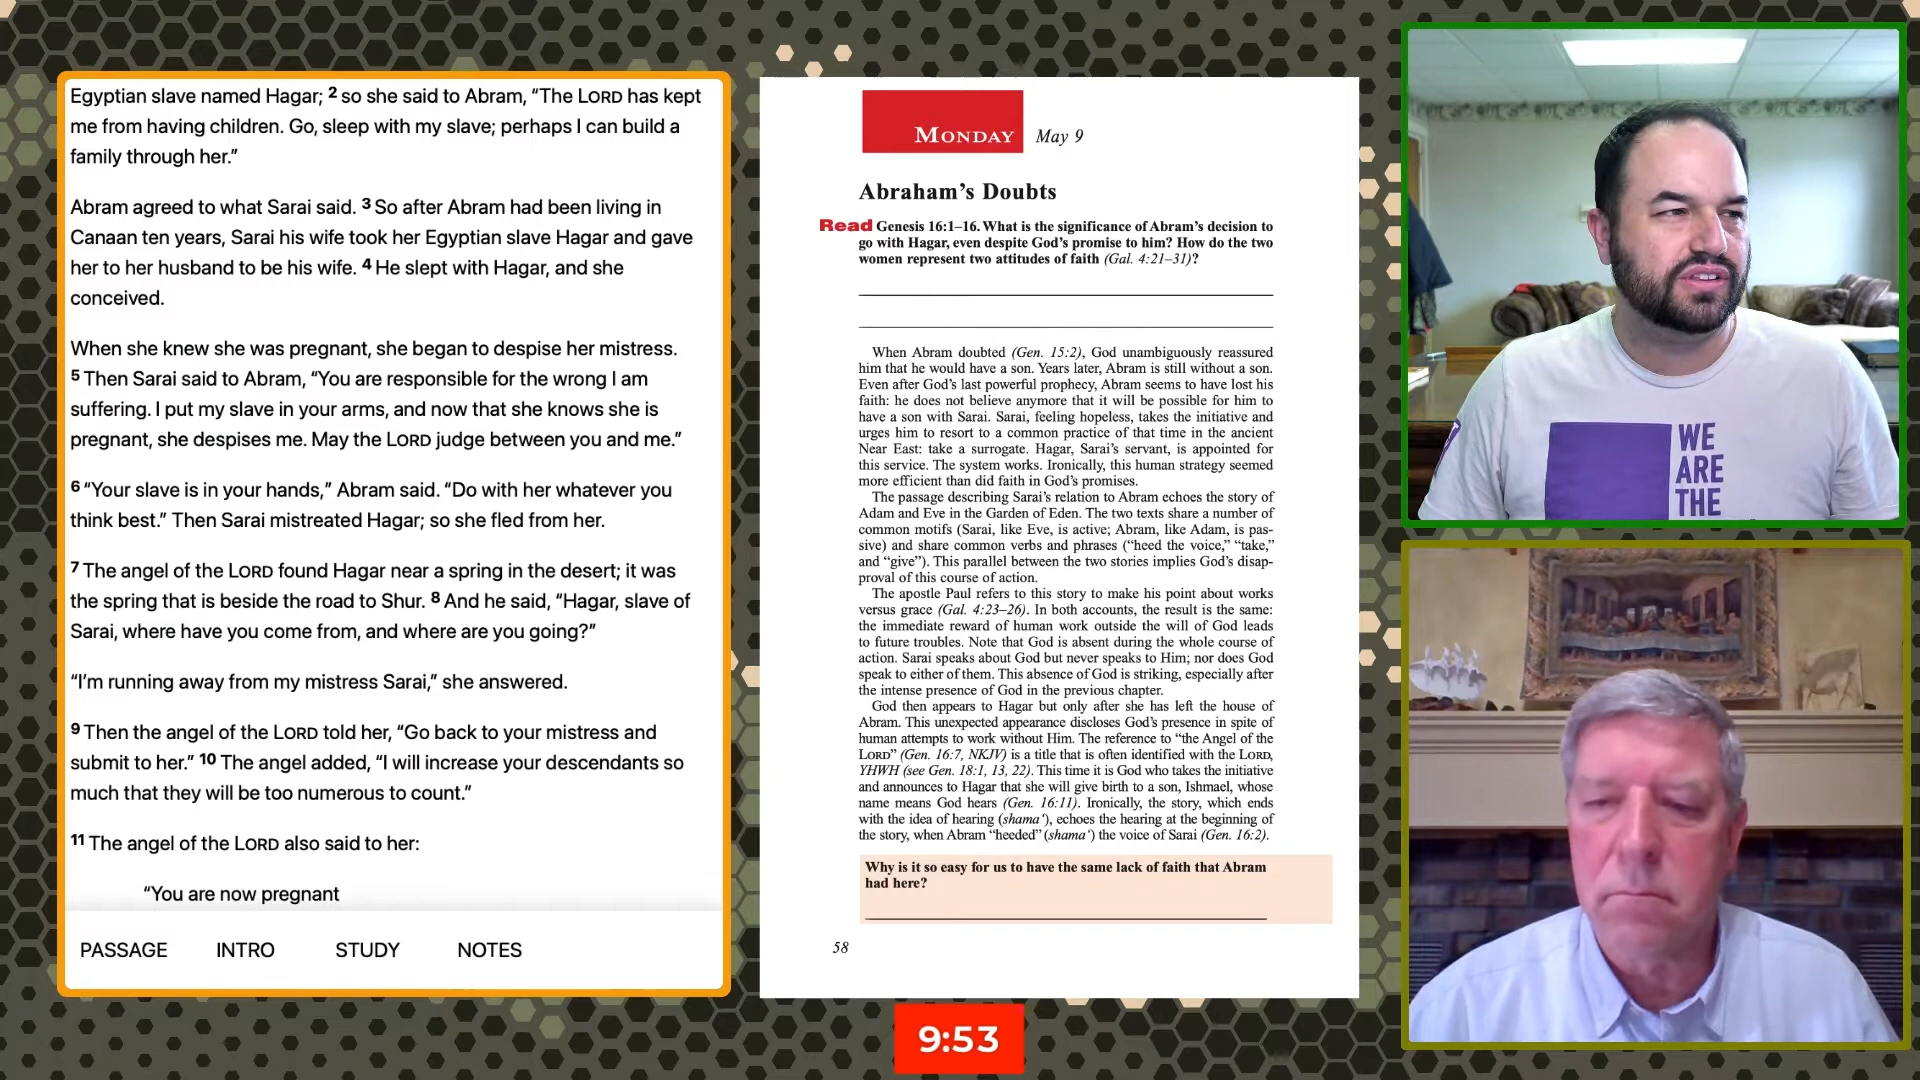 Egyptian slave named Hagar; 2 so she said to Abram, “The LORD has kept
me from having children. Go, sleep with my slave; perhaps I can build a
family through her.”
Abram agreed to what Sarai said. 3 So after Abram had been living in
Canaan ten years, Sarai his wife took her Egyptian slave Hagar and gave
her to her husband to be his wife. 4 He slept with Hagar, and she
conceived.
When she knew she was pregnant, she began to despise her mistress.
5 Then Sarai said to Abram, “You are responsible for the wrong I am
suffering. I put my slave in your arms, and now that she knows she is
pregnant, she despises me. May the LORD judge between you and me.”
6 “Your slave is in your hands,” Abram said. “Do with her whatever you
think best.” Then Sarai mistreated Hagar; so she fled from her.
7 The angel of the LORD found Hagar near a spring in the desert; it was
the spring that is beside the road to Shur. 8 And he said, “Hagar, slave of
Sarai, where have you come from, and where are you going?”
“I’m running away from my mistress Sarai,” she answered.
9 Then the angel of the LORD told her, “Go back to your mistress and
submit to her.” 10 The angel added, “I will increase your descendants so
much that they will be too numerous to count.”
11 The angel of the LORD also said to her:
“You are now pregnant
PASSAGE INTRO STUDY NOTES
MONDAY May 9
Abraham’s Doubts
Read Genesis 16:1–16. What is the significance of Abram’s decision to
go with Hagar, even despite God’s promise to him? How do the two
women represent two attitudes of faith (Gal. 4:21–31)?
When Abram doubted (Gen. 15:2), God unambiguously reassured
him that he would have a son. Years later, Abram is still without a son.
Even after God’s last powerful prophecy, Abram seems to have lost his
faith: he does not believe anymore that it will be possible for him to
have a son with Sarai. Sarai, feeling hopeless, takes the initiative and
urges him to resort to a common practice of that time in the ancient
Near East: take a surrogate. Hagar, Sarai’s servant, is appointed for
this service. The system works. Ironically, this human strategy seemed
more efficient than did faith in God’s promises.
The passage describing Sarai’s relation to Abram echoes the story of
Adam and Eve in the Garden of Eden. The two texts share a number of
common motifs (Sarai, like Eve, is active; Abram, like Adam, is pas-
sive) and share common verbs and phrases (“heed the voice,” “take,”
and “give”). This parallel between the two stories implies God’s disap-
proval of this course of action.
The apostle Paul refers to this story to make his point about works
versus grace (Gal. 4:23–26). In both accounts, the result is the same:
the immediate reward of human work outside the will of God leads
to future troubles. Note that God is absent during the whole course of
action. Sarai speaks about God but never speaks to Him; nor does God
speak to either of them. This absence of God is striking, especially after
the intense presence of God in the previous chapter.
God then appears to Hagar but only after she has left the house of
Abram. This unexpected appearance discloses God’s presence in spite of
human attempts to work without Him. The reference to “the Angel of the
LORD” (Gen. 16:7, NKJV) is a title that is often identified with the LORD,
YHWH (see Gen. 18:1, 13, 22). This time it is God who takes the initiative
and announces to Hagar that she will give birth to a son, Ishmael, whose
name means God hears (Gen. 16:11). Ironically, the story, which ends
with the idea of hearing (shama‘), echoes the hearing at the beginning of
the story, when Abram “heeded” (shama‘) the voice of Sarai (Gen. 16:2).
Why is it so easy for us to have the same lack of faith that Abram
had here?
58
9:53
WE
ARE
THE